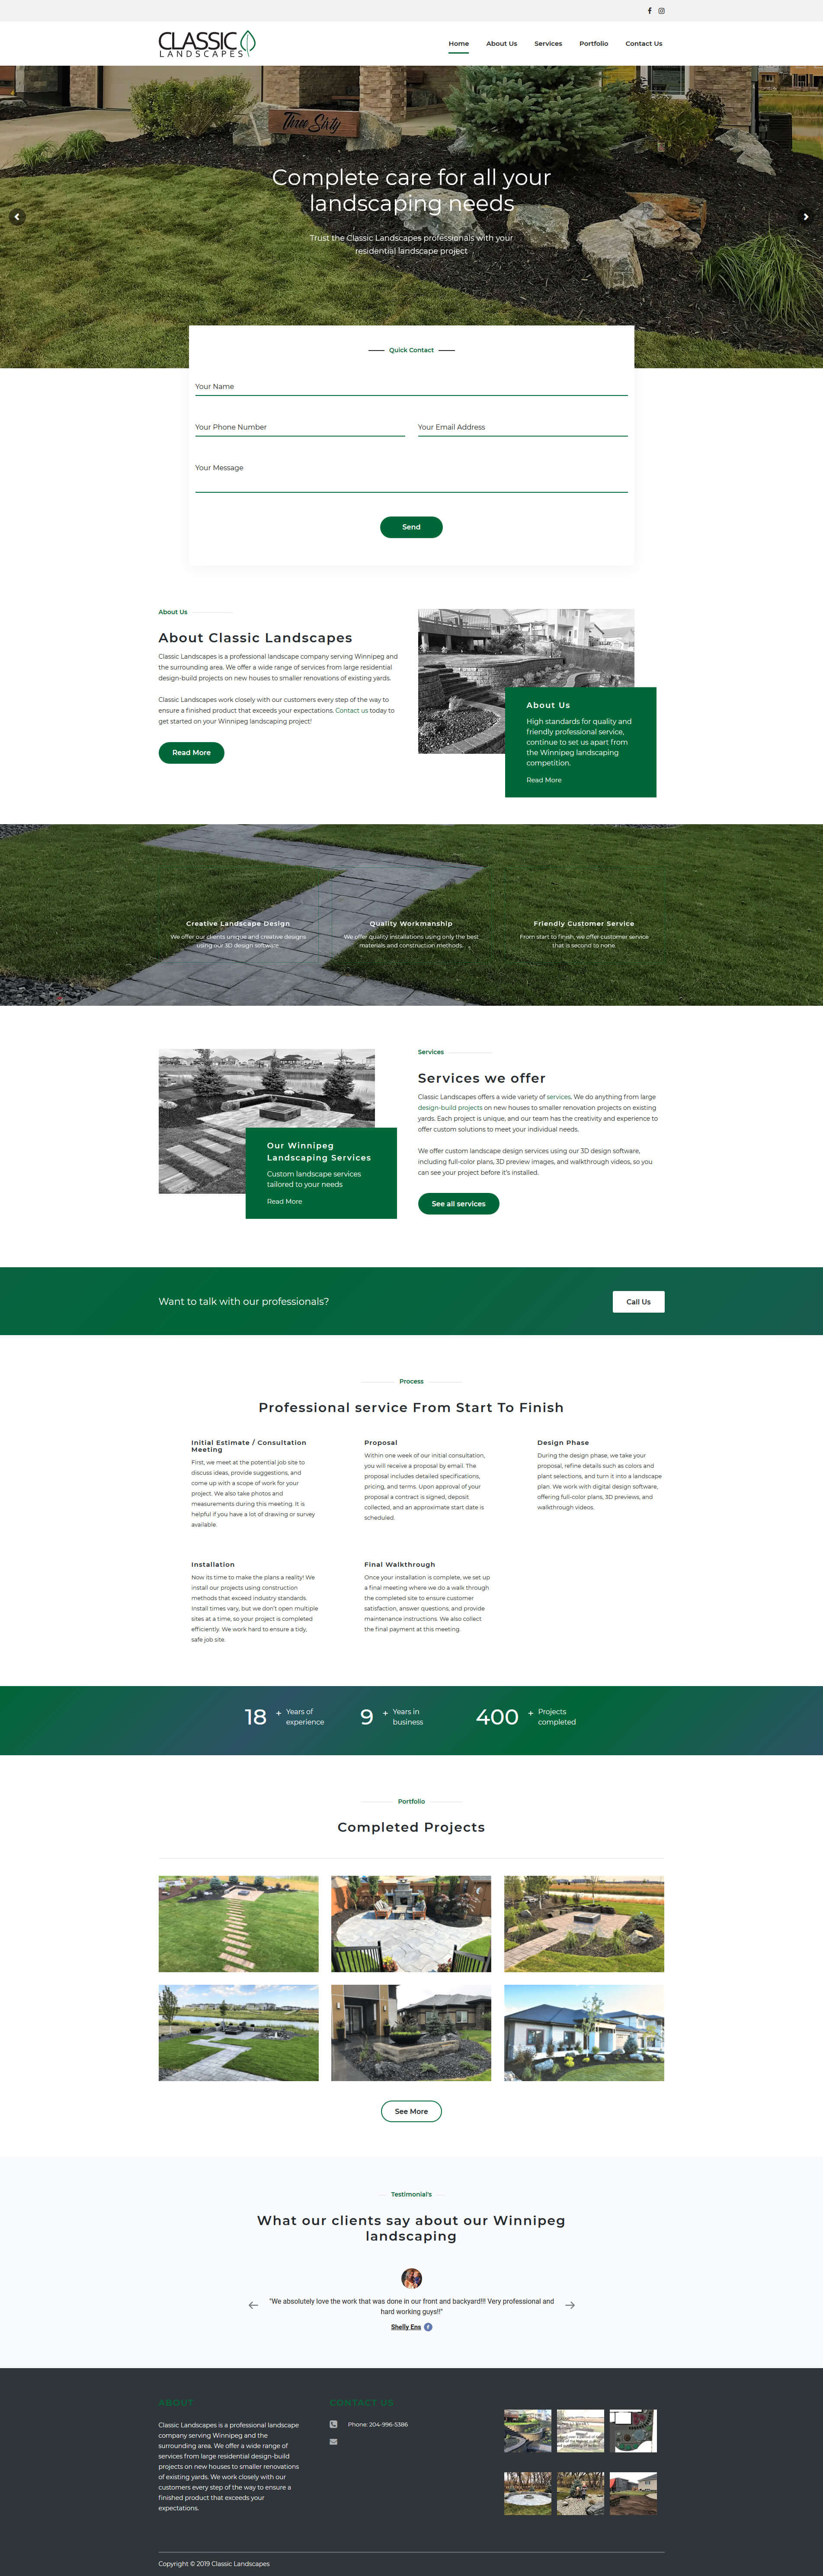 CLASSIC
LANDSCAPES
Home About Us Services Portfolio Contact Us
Three Sixty
Complete care for all your
landscaping needs
Trust the Classic Landscapes professionals with your
residential landscape project
Quick Contact
Your Name
Your Phone Number Your Email Address
Your Message
Send
About Us
About Classic Landscapes
Classic Landscapes is a professional landscape company serving Winnipeg and
the surrounding area. We offer a wide range of services from large residential
design-build projects on new houses to smaller renovations of existing yards.
Classic Landscapes work closely with our customers every step of the way to
ensure a finished product that exceeds your expectations. Contact us today to
get started on your Winnipeg landscaping project!
Read More
About Us
High standards for quality and
friendly professional service,
continue to set us apart from
the Winnipeg landscaping
competition.
Read More
Creative Landscape Design
We offer our clients unique and creative designs
using our 3D design software.
Quality Workmanship
We offer quality installations using only the best
materials and construction methods.
Friendly Customer Service
From start to finish, we offer customer service
that is second to none.
Our Winnipeg
Landscaping Services
Custom landscape services
tailored to your needs
Read More
Services
Services we offer
Classic Landscapes offers a wide variety of services. We do anything from large
design-build projects on new houses to smaller renovation projects on existing
yards. Each project is unique, and our team has the creativity and experience to
offer custom solutions to meet your individual needs.
We offer custom landscape design services using our 3D design software,
including full-color plans, 3D preview images, and walkthrough videos, so you
can see your project before it's installed.
See all services
Want to talk with our professionals?
Call Us
Process
Professional service From Start To Finish
Initial Estimate / Consultation
Meeting
First, we meet at the potential job site to
discuss ideas, provide suggestions, and
come up with a scope of work for your
project. We also take photos and
measurements during this meeting. It is
helpful if you have a lot of drawing or survey
available.
Proposal
Within one week of our initial consultation,
you will receive a proposal by email. The
proposal includes detailed specifications,
pricing, and terms. Upon approval of your
proposal a contract is signed, deposit
collected, and an approximate start date is
scheduled.
Design Phase
During the design phase, we take your
proposal, refine details such as colors and
plant selections, and turn it into a landscape
plan. We work with digital design software,
offering full-color plans, 3D previews, and
walkthrough videos.
Installation
Now its time to make the plans a reality! We
install our projects using construction
methods that exceed industry standards.
Install times vary, but we don't open multiple
sites at a time, so your project is completed
efficiently. We work hard to ensure a tidy,
safe job site.
Final Walkthrough
Once your installation is complete, we set up
a final meeting where we do a walk through
the completed site to ensure customer
satisfaction, answer questions, and provide
maintenance instructions. We also collect
the final payment at this meeting.
18 + Years of
experience
9 + Years in
business
400 + Projects
completed
Portfolio
Completed Projects
See More
Testimonial's
What our clients say about our Winnipeg
landscaping
"We absolutely love the work that was done in our front and backyard!!! Very professional and
hard working guys!!"
Shelly Ens
ABOUT
Classic Landscapes is a professional landscape
company serving Winnipeg and the
surrounding area. We offer a wide range of
services from large residential design-build
projects on new houses to smaller renovations
of existing yards. We work closely with our
customers every step of the way to ensure a
finished product that exceeds your
expectations.
CONTACT US
Phone: 204-996-5386
Copyright © 2019 Classic Landscapes